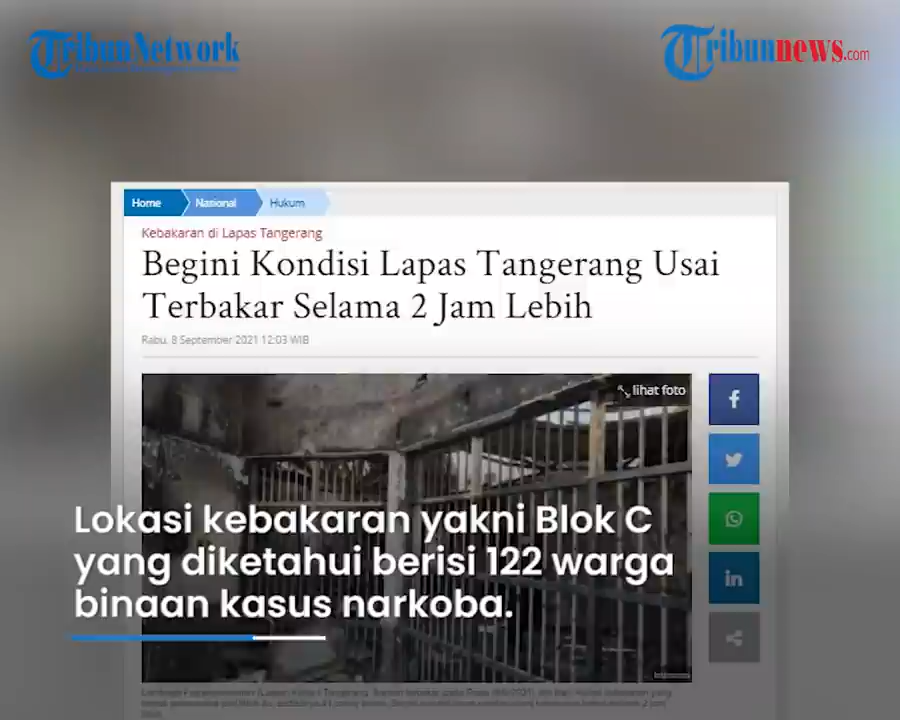 TribunNetwork
Tribunnews.com
Home
Nasional
Hukum
Kebakaran di Lapas Tangerang
Begini Kondisi Lapas Tangerang Usai
Terbakar Selama 2 Jam Lebih
Rabu, 8 September 2021 12:03 WIB
lihat foto
Lokasi kebakaran yakni Blok C
yang diketahui berisi 122 warga
binaan kasus narkoba.